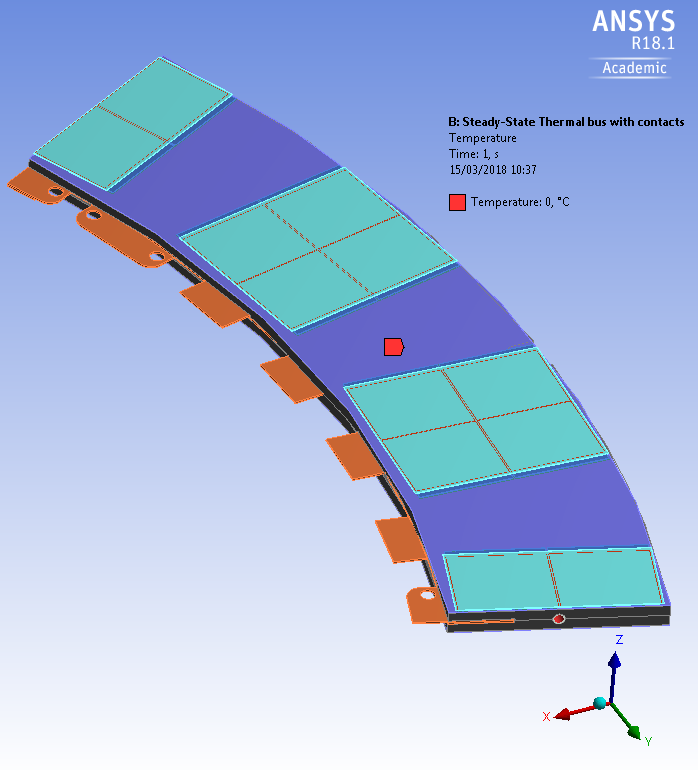 ANSYS
R18.1
Academic
B: Steady-State Thermal bus with contacts
Temperature
Time: 1, s
15/03/2018 10:37
Temperature: 0, °C
Z
X
Y